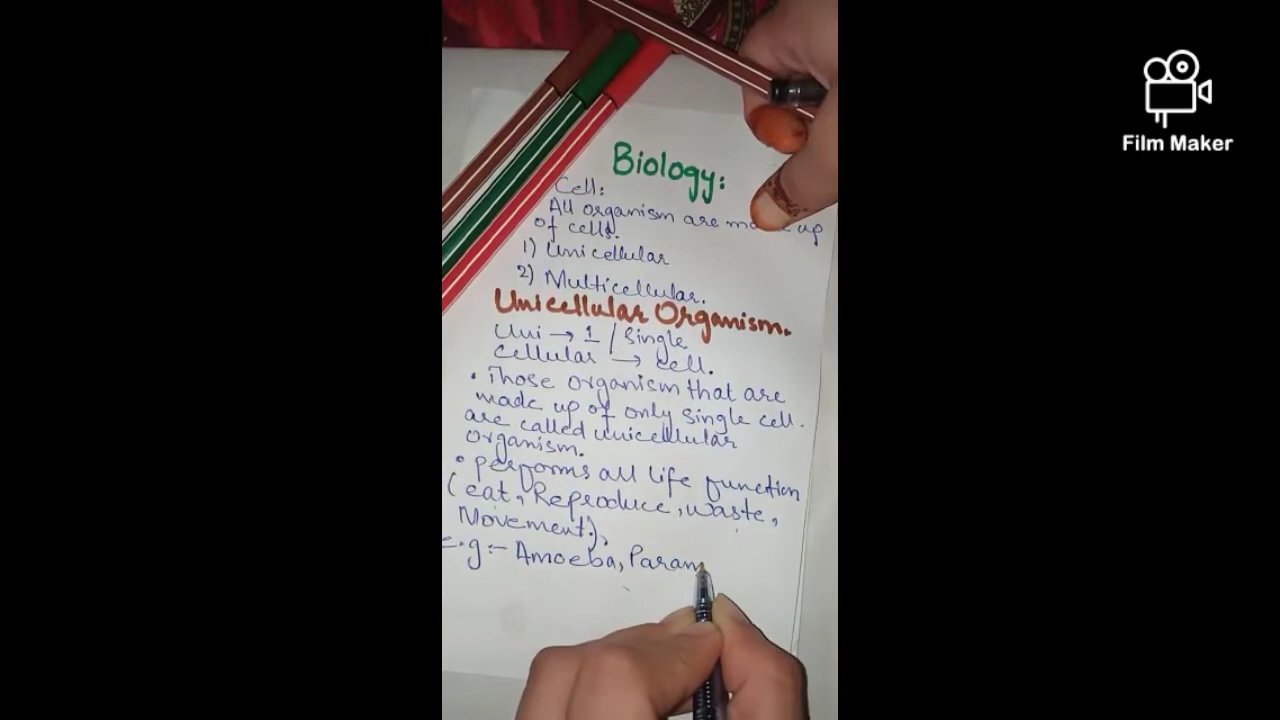 Biology:
Cell:
All organism are made up
of cells.
1) Unicellular
2) Multicellular.
Unicellular Organism.
Uni → 1 / Single
Cellular → cell.
• Those organism that are
made up of only single cell.
are called unicellular
organism.
• Performs all life function
(eat, Reproduce, waste,
Movement).
E.g:- Amoeba, Param
Film Maker